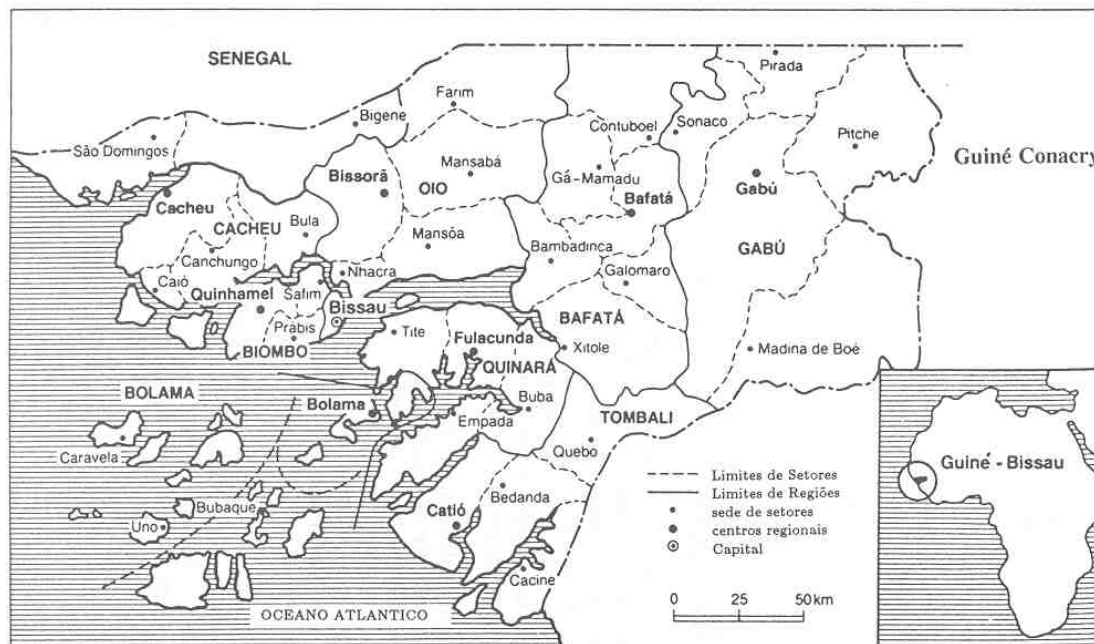 SENEGAL
Farim
Pirada
Bigene
Contuboel
Sonaco
São Domingos
Pitche
Guiné Conacry
Mansabá
Gã-Mamadu
Bissorã
OIO
Gabú
Cacheu
Bafatá
CACHEU
Bula
Mansôa
Bambadinca
GABÚ
Canchungo
Nhacra
Galomaro
Caió
Quinhamel
Safim
Bissau
BAFATÁ
Prábis
BIOMBO
Tite
Fulacunda
Xitole
Madina de Boé
QUINARÁ
BOLAMA
Bolama
Buba
TOMBALI
Empada
Caravela
Quebo
Guiné-Bissau
Limites de Setores
Bedanda
Limites de Regiões
Bubaque
sede de setores
Uno
Catió
centros regionais
Capital
Cacine
0 25 50 km
OCEANO ATLANTICO